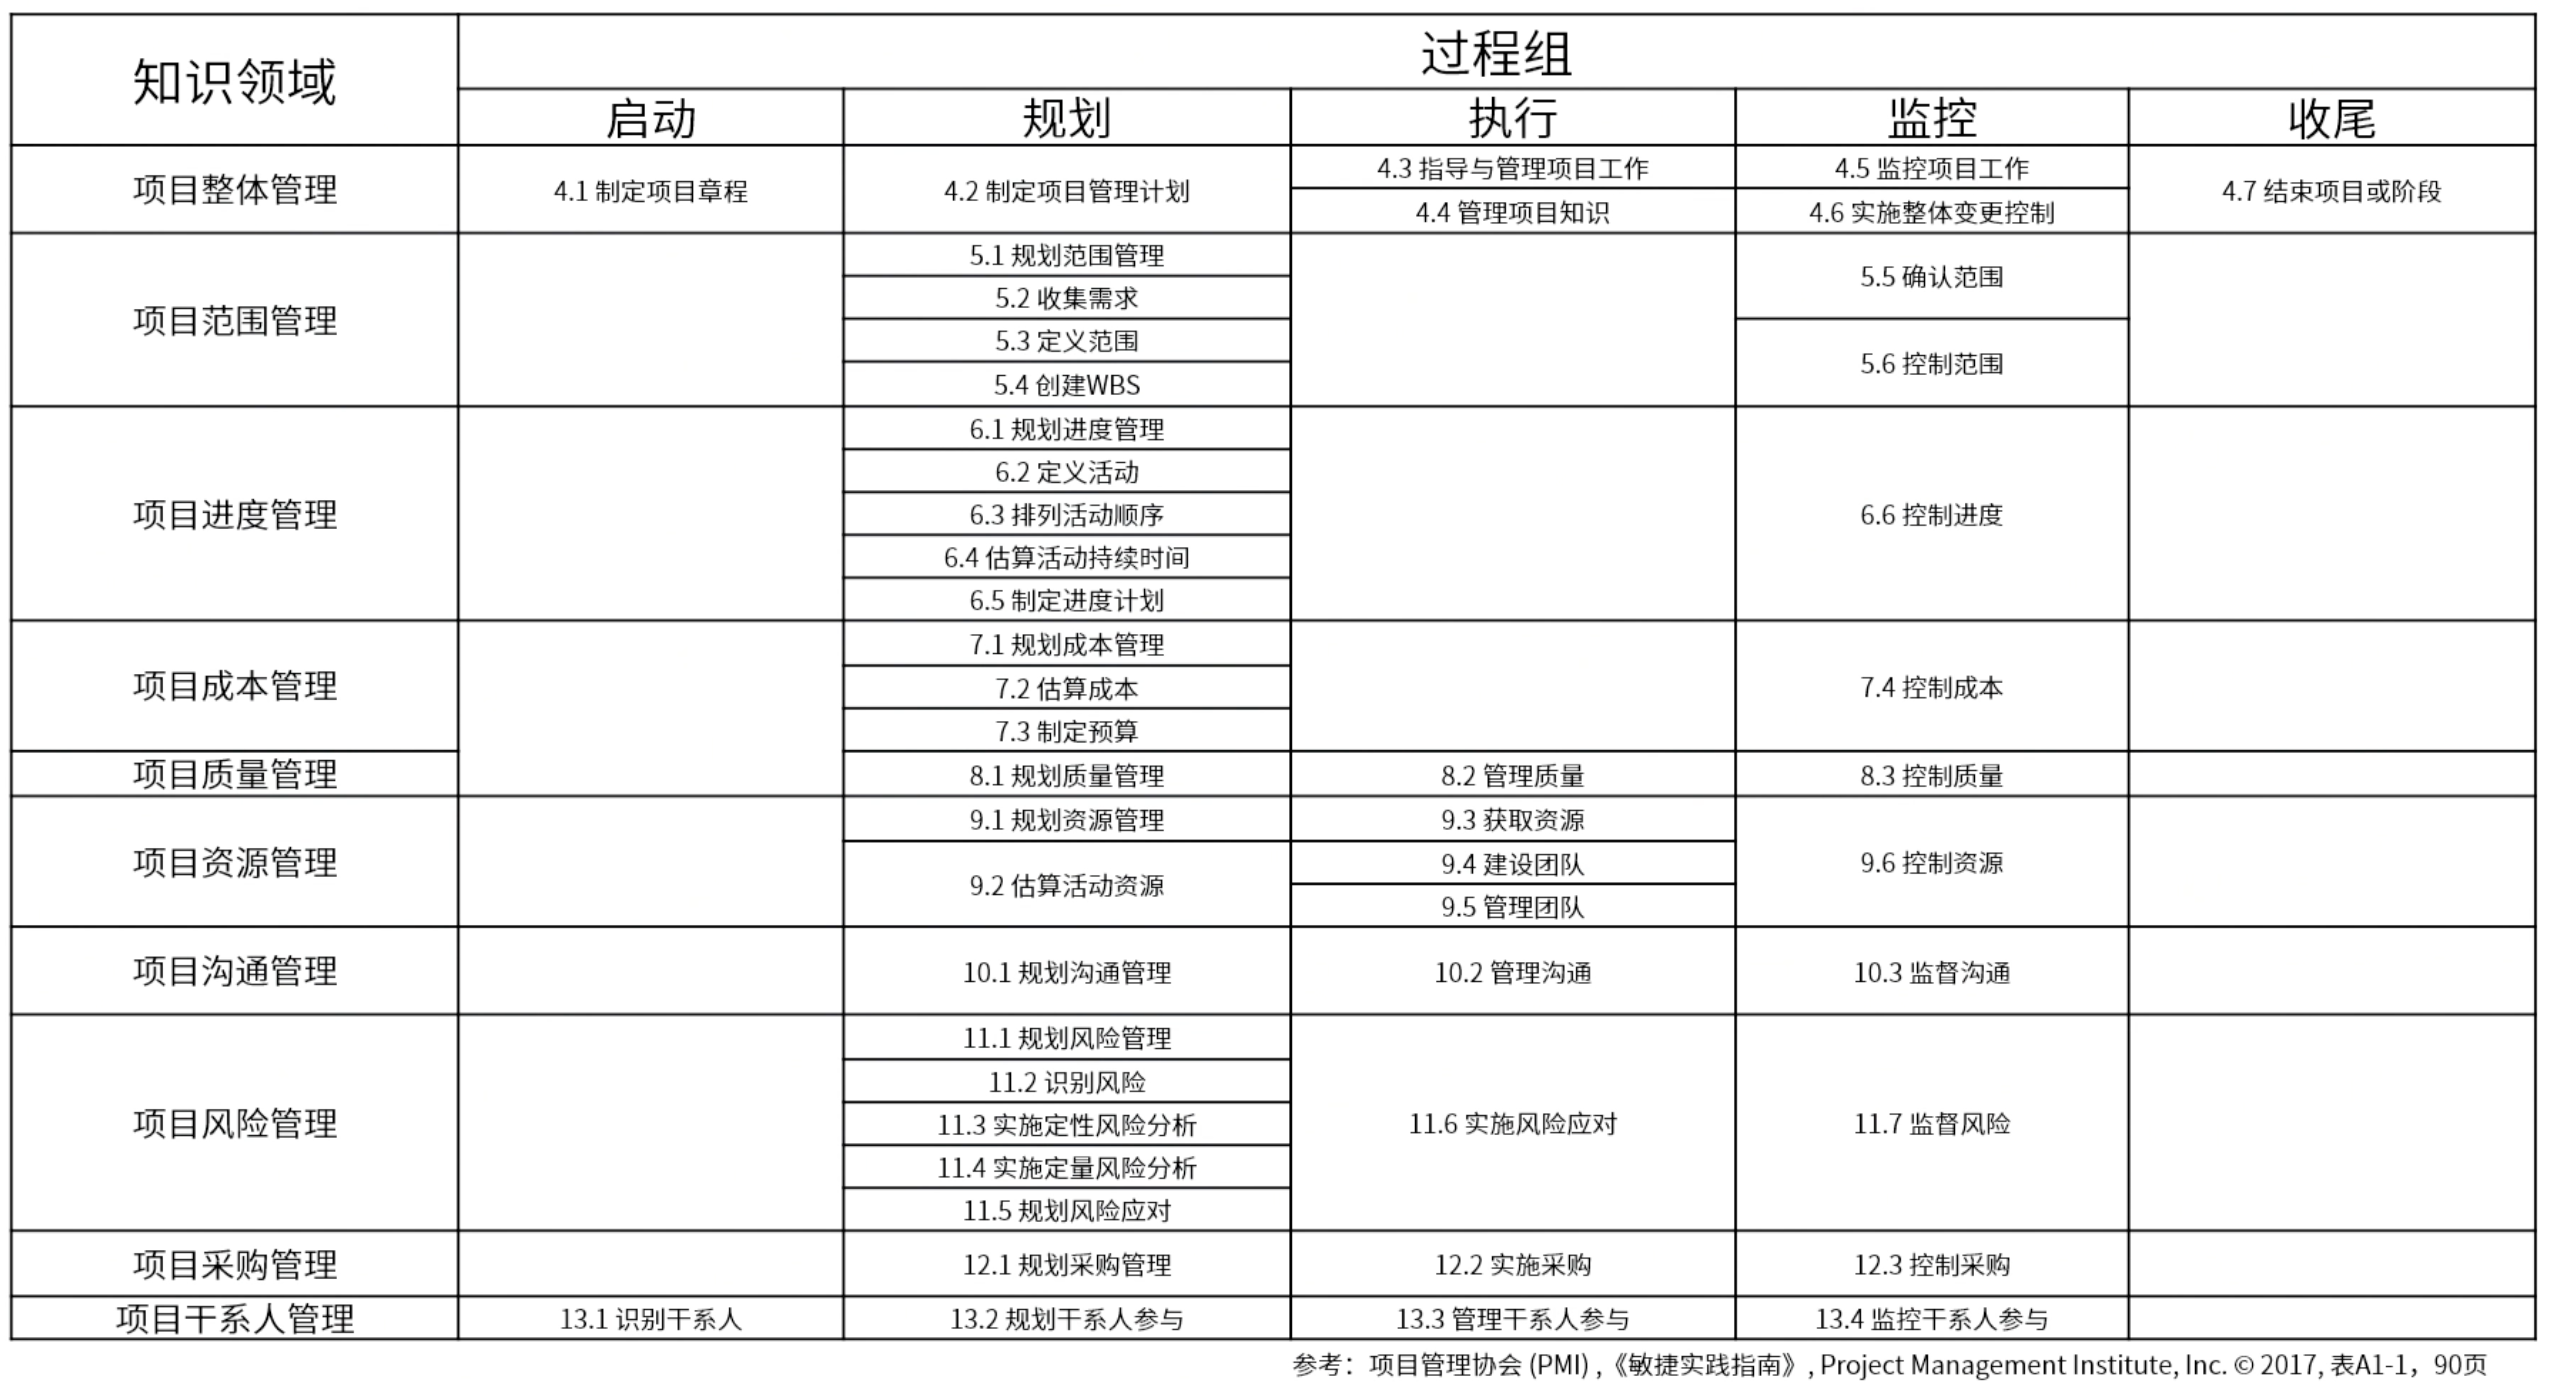 知识领域
过程组
启动
规划
执行
监控
收尾
项目整体管理
4.1 制定项目章程
4.2 制定项目管理计划
4.3 指导与管理项目工作
4.4 管理项目知识
4.5 监控项目工作
4.6 实施整体变更控制
4.7 结束项目或阶段
项目范围管理
5.1 规划范围管理
5.2 收集需求
5.3 定义范围
5.4 创建WBS
5.5 确认范围
5.6 控制范围
项目进度管理
6.1 规划进度管理
6.2 定义活动
6.3 排列活动顺序
6.4 估算活动持续时间
6.5 制定进度计划
6.6 控制进度
项目成本管理
7.1 规划成本管理
7.2 估算成本
7.3 制定预算
7.4 控制成本
项目质量管理
8.1 规划质量管理
8.2 管理质量
8.3 控制质量
项目资源管理
9.1 规划资源管理
9.2 估算活动资源
9.3 获取资源
9.4 建设团队
9.5 管理团队
9.6 控制资源
项目沟通管理
10.1 规划沟通管理
10.2 管理沟通
10.3 监督沟通
项目风险管理
11.1 规划风险管理
11.2 识别风险
11.3 实施定性风险分析
11.4 实施定量风险分析
11.5 规划风险应对
11.6 实施风险应对
11.7 监督风险
项目采购管理
12.1 规划采购管理
12.2 实施采购
12.3 控制采购
项目干系人管理
13.1 识别干系人
13.2 规划干系人参与
13.3 管理干系人参与
13.4 监控干系人参与
参考：项目管理协会 (PMI) ,《敏捷实践指南》, Project Management Institute, Inc. © 2017, 表A1-1，90页